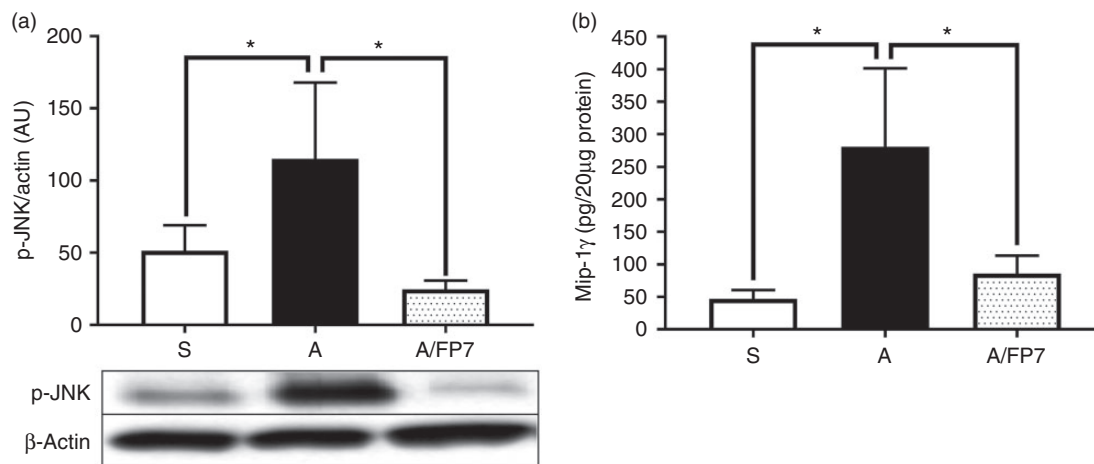 (a)
200
150
100
50
0
p-JNK/actin (AU)
* *
S A A/FP7
p-JNK
β-Actin
(b)
450
400
350
300
250
200
150
100
50
0
Mip-1γ (pg/20μg protein)
* *
S A A/FP7